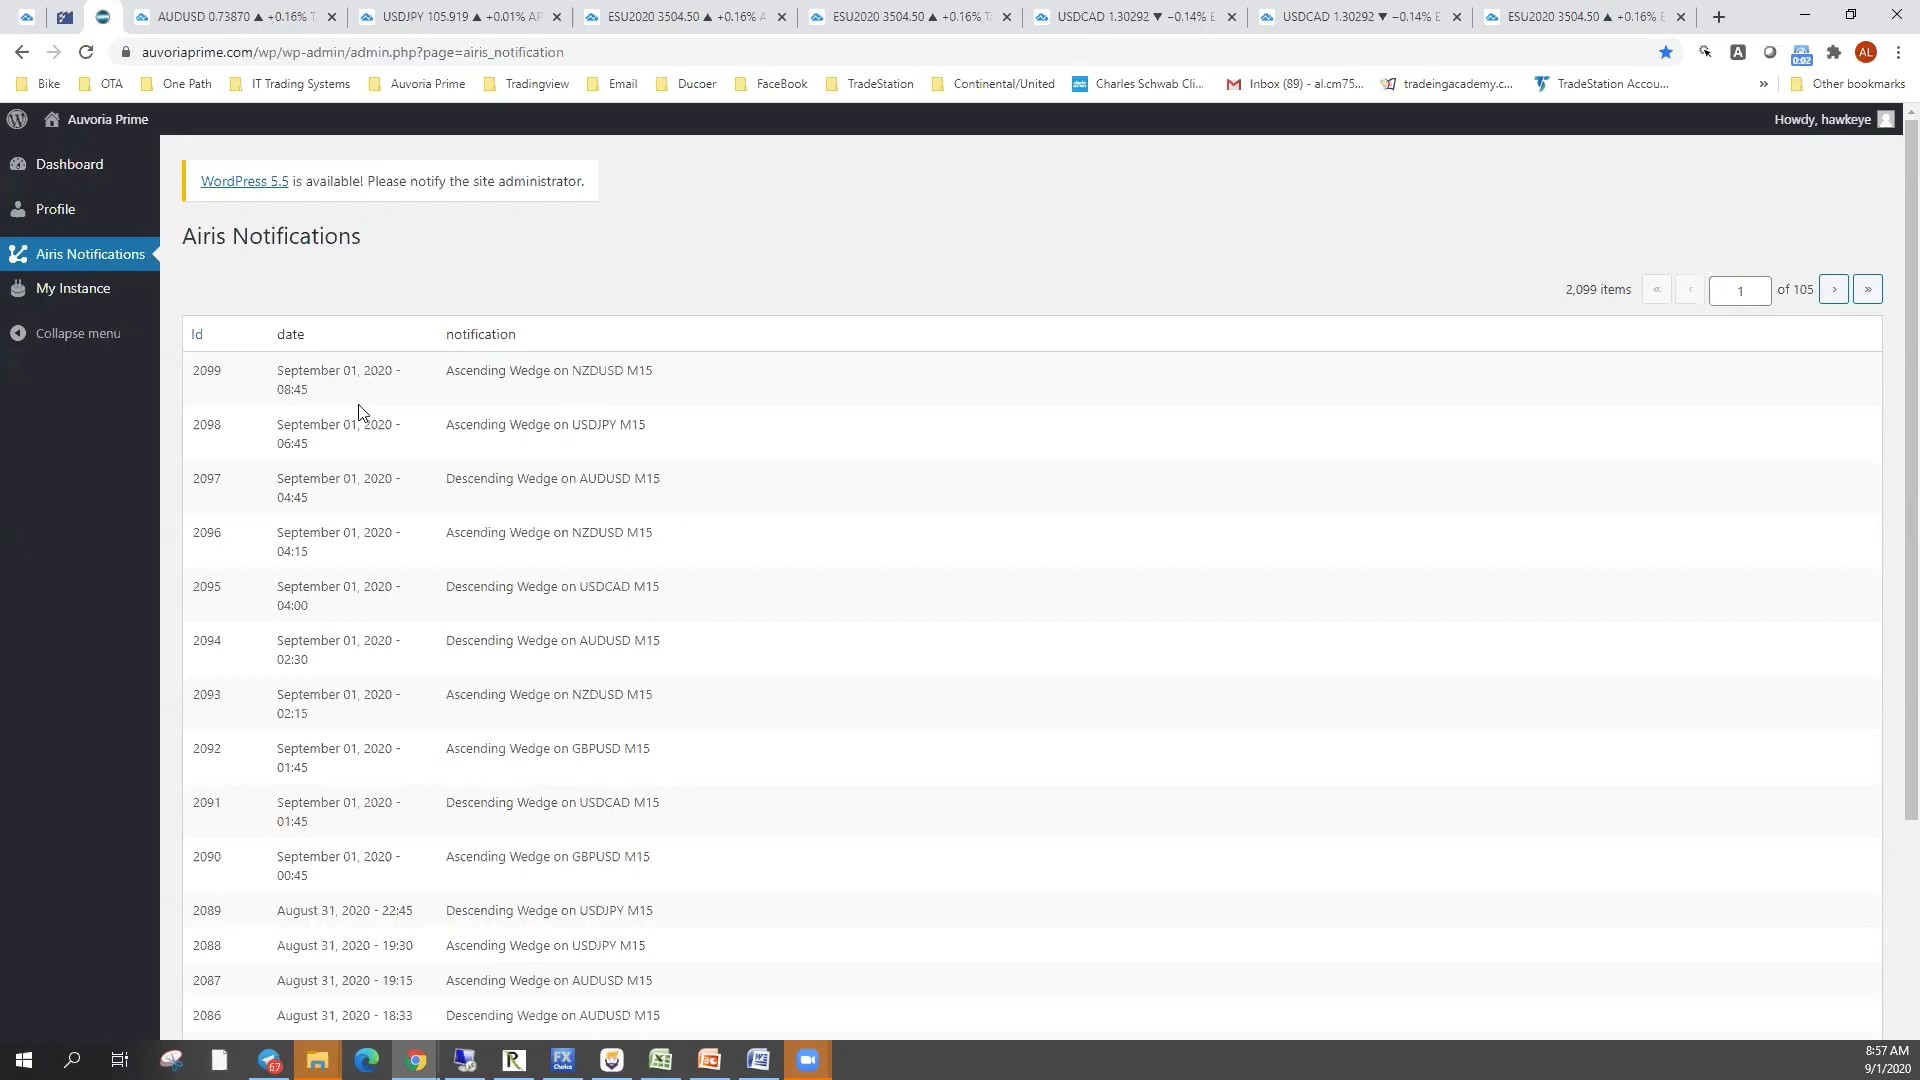 AUDUSD 0.73870 ▲ +0.16% T
USDJPY 105.919 ▲ +0.01% AP
ESU2020 3504.50 ▲ +0.16% A
ESU2020 3504.50 ▲ +0.16% T
USDCAD 1.30292 ▼ −0.14% E
USDCAD 1.30292 ▼ −0.14% E
ESU2020 3504.50 ▲ +0.16% E
auvoriaprime.com/wp/wp-admin/admin.php?page=airis_notification
A
0:02
AL
Bike
OTA
One Path
IT Trading Systems
Auvoria Prime
Tradingview
Email
Ducoer
FaceBook
TradeStation
Continental/United
Charles Schwab Cli...
Inbox (89) - al.cm75...
tradeingacademy.c...
TradeStation Accou...
»
Other bookmarks
Auvoria Prime
Howdy, hawkeye
Dashboard
Profile
Airis Notifications
My Instance
Collapse menu
WordPress 5.5 is available! Please notify the site administrator.
Airis Notifications
2,099 items « ‹ 1 of 105 › »
Id date notification
2099 September 01, 2020 - Ascending Wedge on NZDUSD M15
08:45
2098 September 01, 2020 - Ascending Wedge on USDJPY M15
06:45
2097 September 01, 2020 - Descending Wedge on AUDUSD M15
04:45
2096 September 01, 2020 - Ascending Wedge on NZDUSD M15
04:15
2095 September 01, 2020 - Descending Wedge on USDCAD M15
04:00
2094 September 01, 2020 - Descending Wedge on AUDUSD M15
02:30
2093 September 01, 2020 - Ascending Wedge on NZDUSD M15
02:15
2092 September 01, 2020 - Ascending Wedge on GBPUSD M15
01:45
2091 September 01, 2020 - Descending Wedge on USDCAD M15
01:45
2090 September 01, 2020 - Ascending Wedge on GBPUSD M15
00:45
2089 August 31, 2020 - 22:45 Descending Wedge on USDJPY M15
2088 August 31, 2020 - 19:30 Ascending Wedge on USDJPY M15
2087 August 31, 2020 - 19:15 Ascending Wedge on AUDUSD M15
2086 August 31, 2020 - 18:33 Descending Wedge on AUDUSD M15
67
R
FX
Choice
8:57 AM
9/1/2020